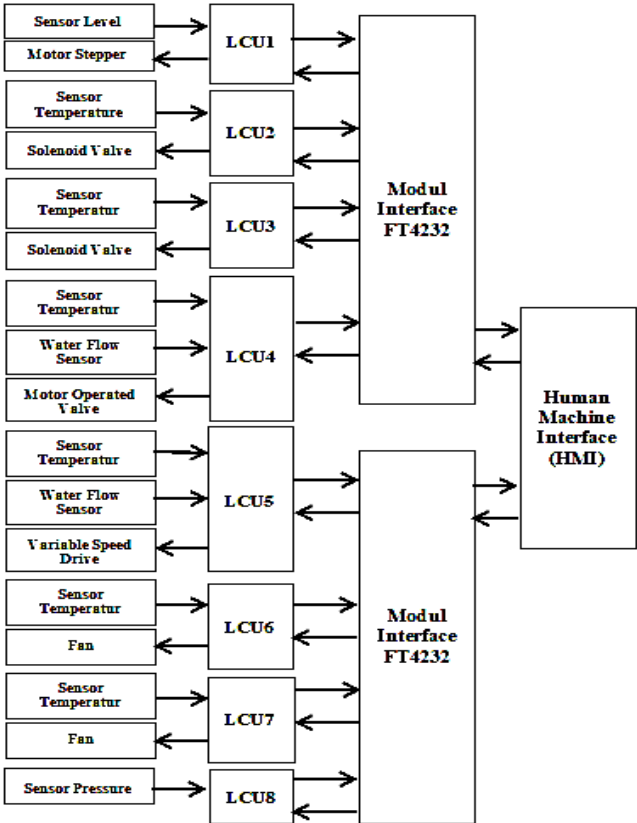 Sensor Level
Motor Stepper
LCU1
Sensor
Temperature
Solenoid Valve
LCU2
Sensor
Temperatur
Solenoid Valve
LCU3
Sensor
Temperatur
Water Flow
Sensor
Motor Operated
Valve
LCU4
Modul
Interface
FT4232
Sensor
Temperatur
Water Flow
Sensor
Variable Speed
Drive
LCU5
Sensor
Temperatur
Fan
LCU6
Sensor
Temperatur
Fan
LCU7
Sensor Pressure
LCU8
Modul
Interface
FT4232
Human
Machine
Interface
(HMI)